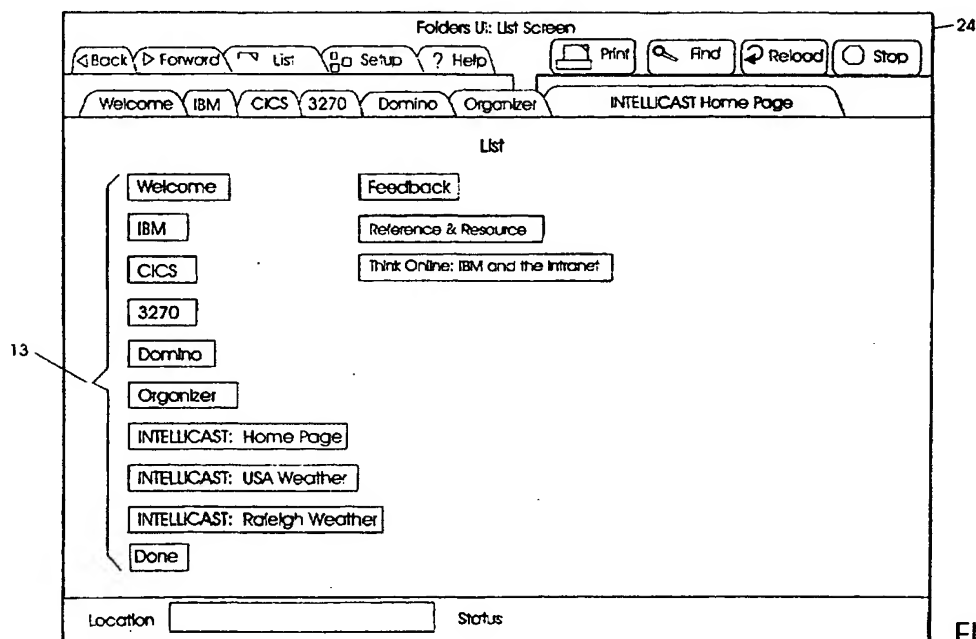 Folders UI: List Screen
24
Back Forward List Setup ? Help Print Find Reload Stop
Welcome IBM CICS 3270 Domino Organizer INTELLICAST Home Page
List
Welcome Feedback
IBM Reference & Resource
CICS Think Online: IBM and the Intranet
3270
13
Domino
Organizer
INTELLICAST: Home Page
INTELLICAST: USA Weather
INTELLICAST: Raleigh Weather
Done
Location Status